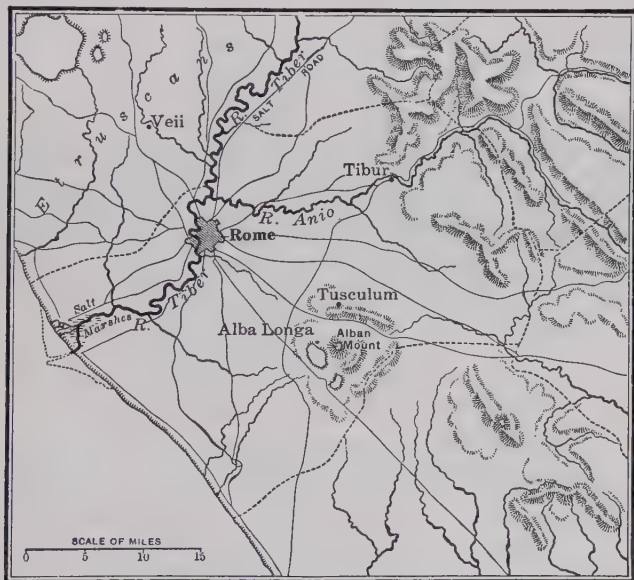 Etruscans
Veii
R. Tiber
SALT ROAD
Tibur
R. Anio
Rome
Salt
Marshes
R. Tiber
Tusculum
Alba Longa
Alban
Mount
SCALE OF MILES
0 5 10 15